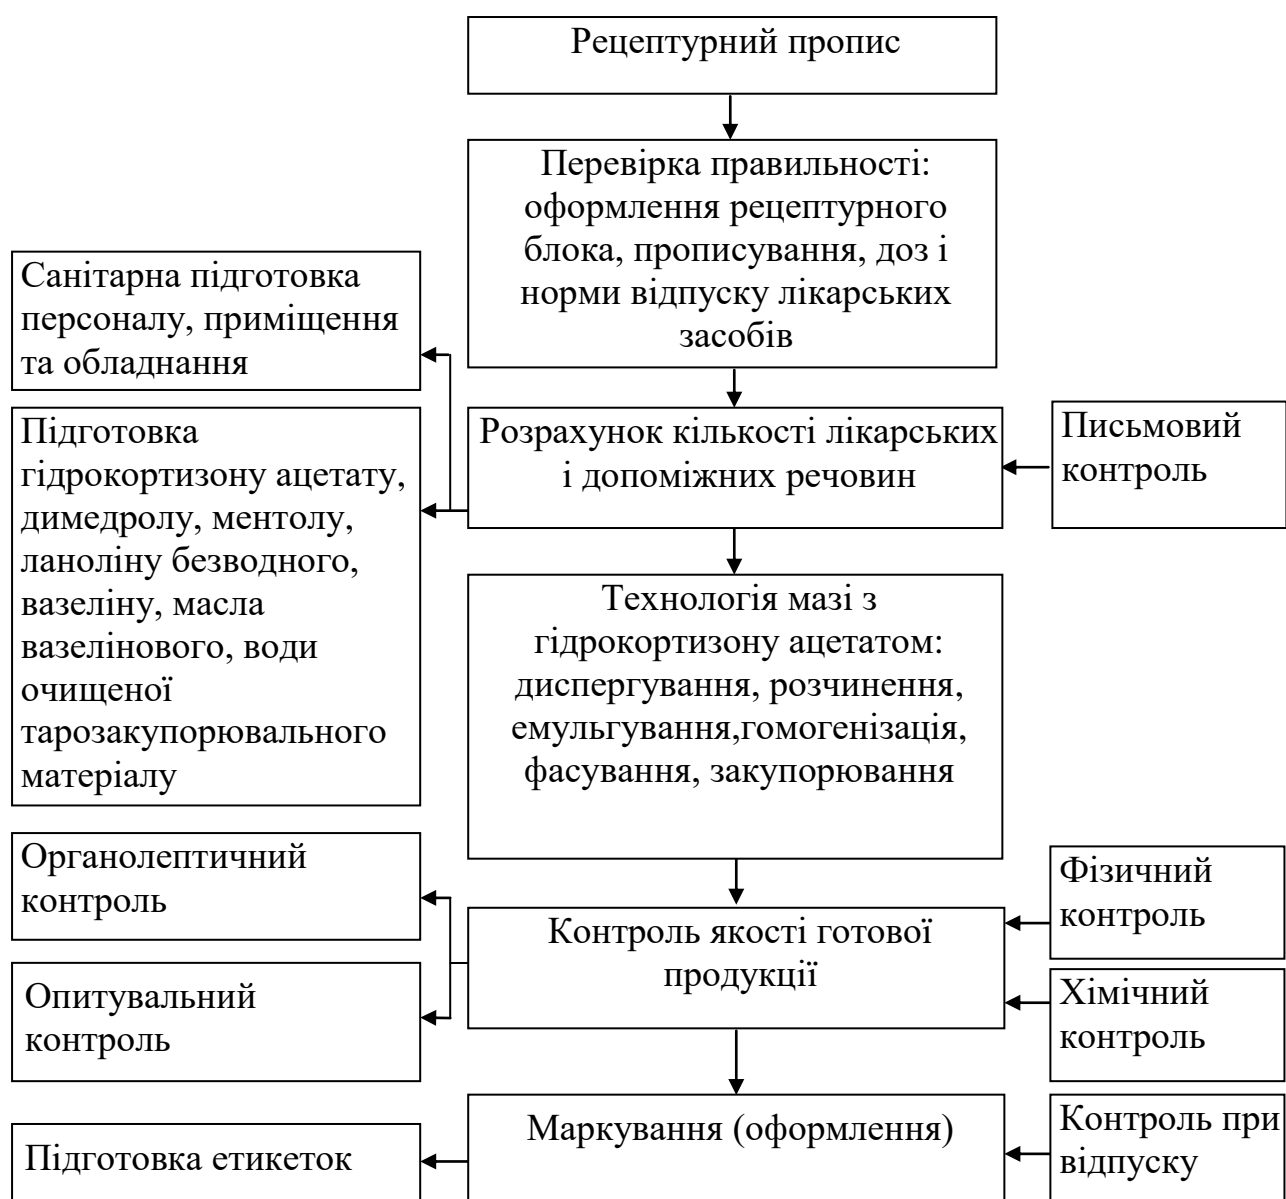 Рецептурний пропис
Перевірка правильності:
оформлення рецептурного
блока, прописування, доз і
норми відпуску лікарських
засобів
Санітарна підготовка
персоналу, приміщення
та обладнання
Підготовка
гідрокортизону ацетату,
димедролу, ментолу,
ланоліну безводного,
вазеліну, масла
вазелінового, води
очищеної
тарозакупорювального
матеріалу
Розрахунок кількості лікарських
і допоміжних речовин
Письмовий
контроль
Технологія мазі з
гідрокортизону ацетатом:
диспергування, розчинення,
емульгування,гомогенізація,
фасування, закупорювання
Органолептичний
контроль
Опитувальний
контроль
Контроль якості готової
продукції
Фізичний
контроль
Хімічний
контроль
Підготовка етикеток
Маркування (оформлення)
Контроль при
відпуску